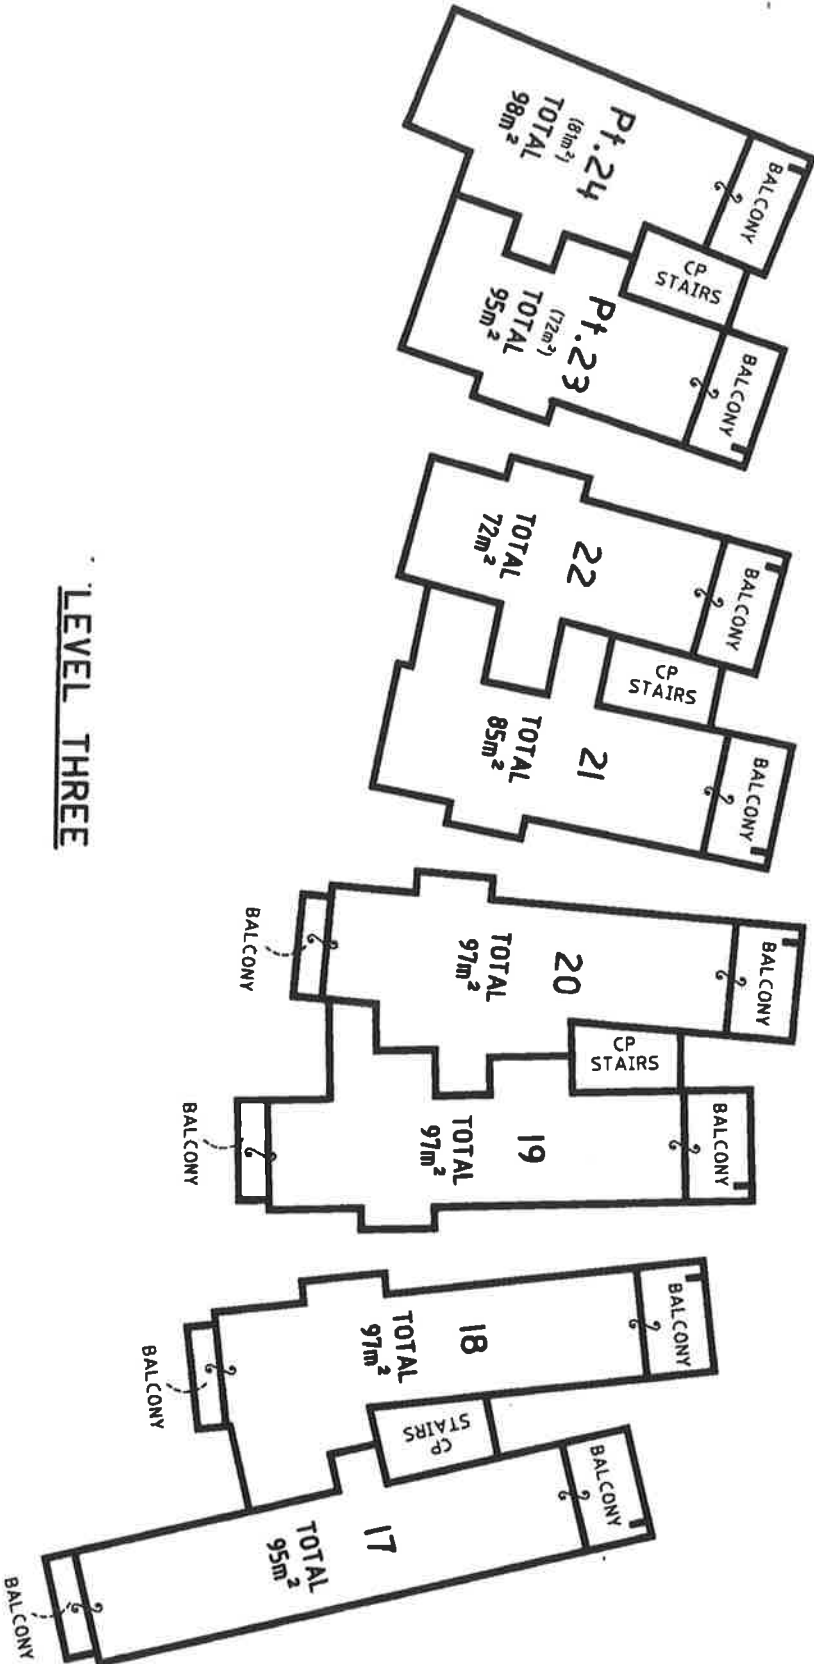 Pt.24
(81m²)
TOTAL
98m²
BALCONY
CP
STAIRS
Pt.23
(72m²)
TOTAL
95m²
BALCONY
22
TOTAL
72m²
BALCONY
CP
STAIRS
21
TOTAL
85m²
BALCONY
20
TOTAL
97m²
BALCONY
BALCONY
CP
STAIRS
19
TOTAL
97m²
BALCONY
BALCONY
18
TOTAL
97m²
BALCONY
BALCONY
CP
STAIRS
17
TOTAL
95m²
BALCONY
BALCONY
LEVEL THREE